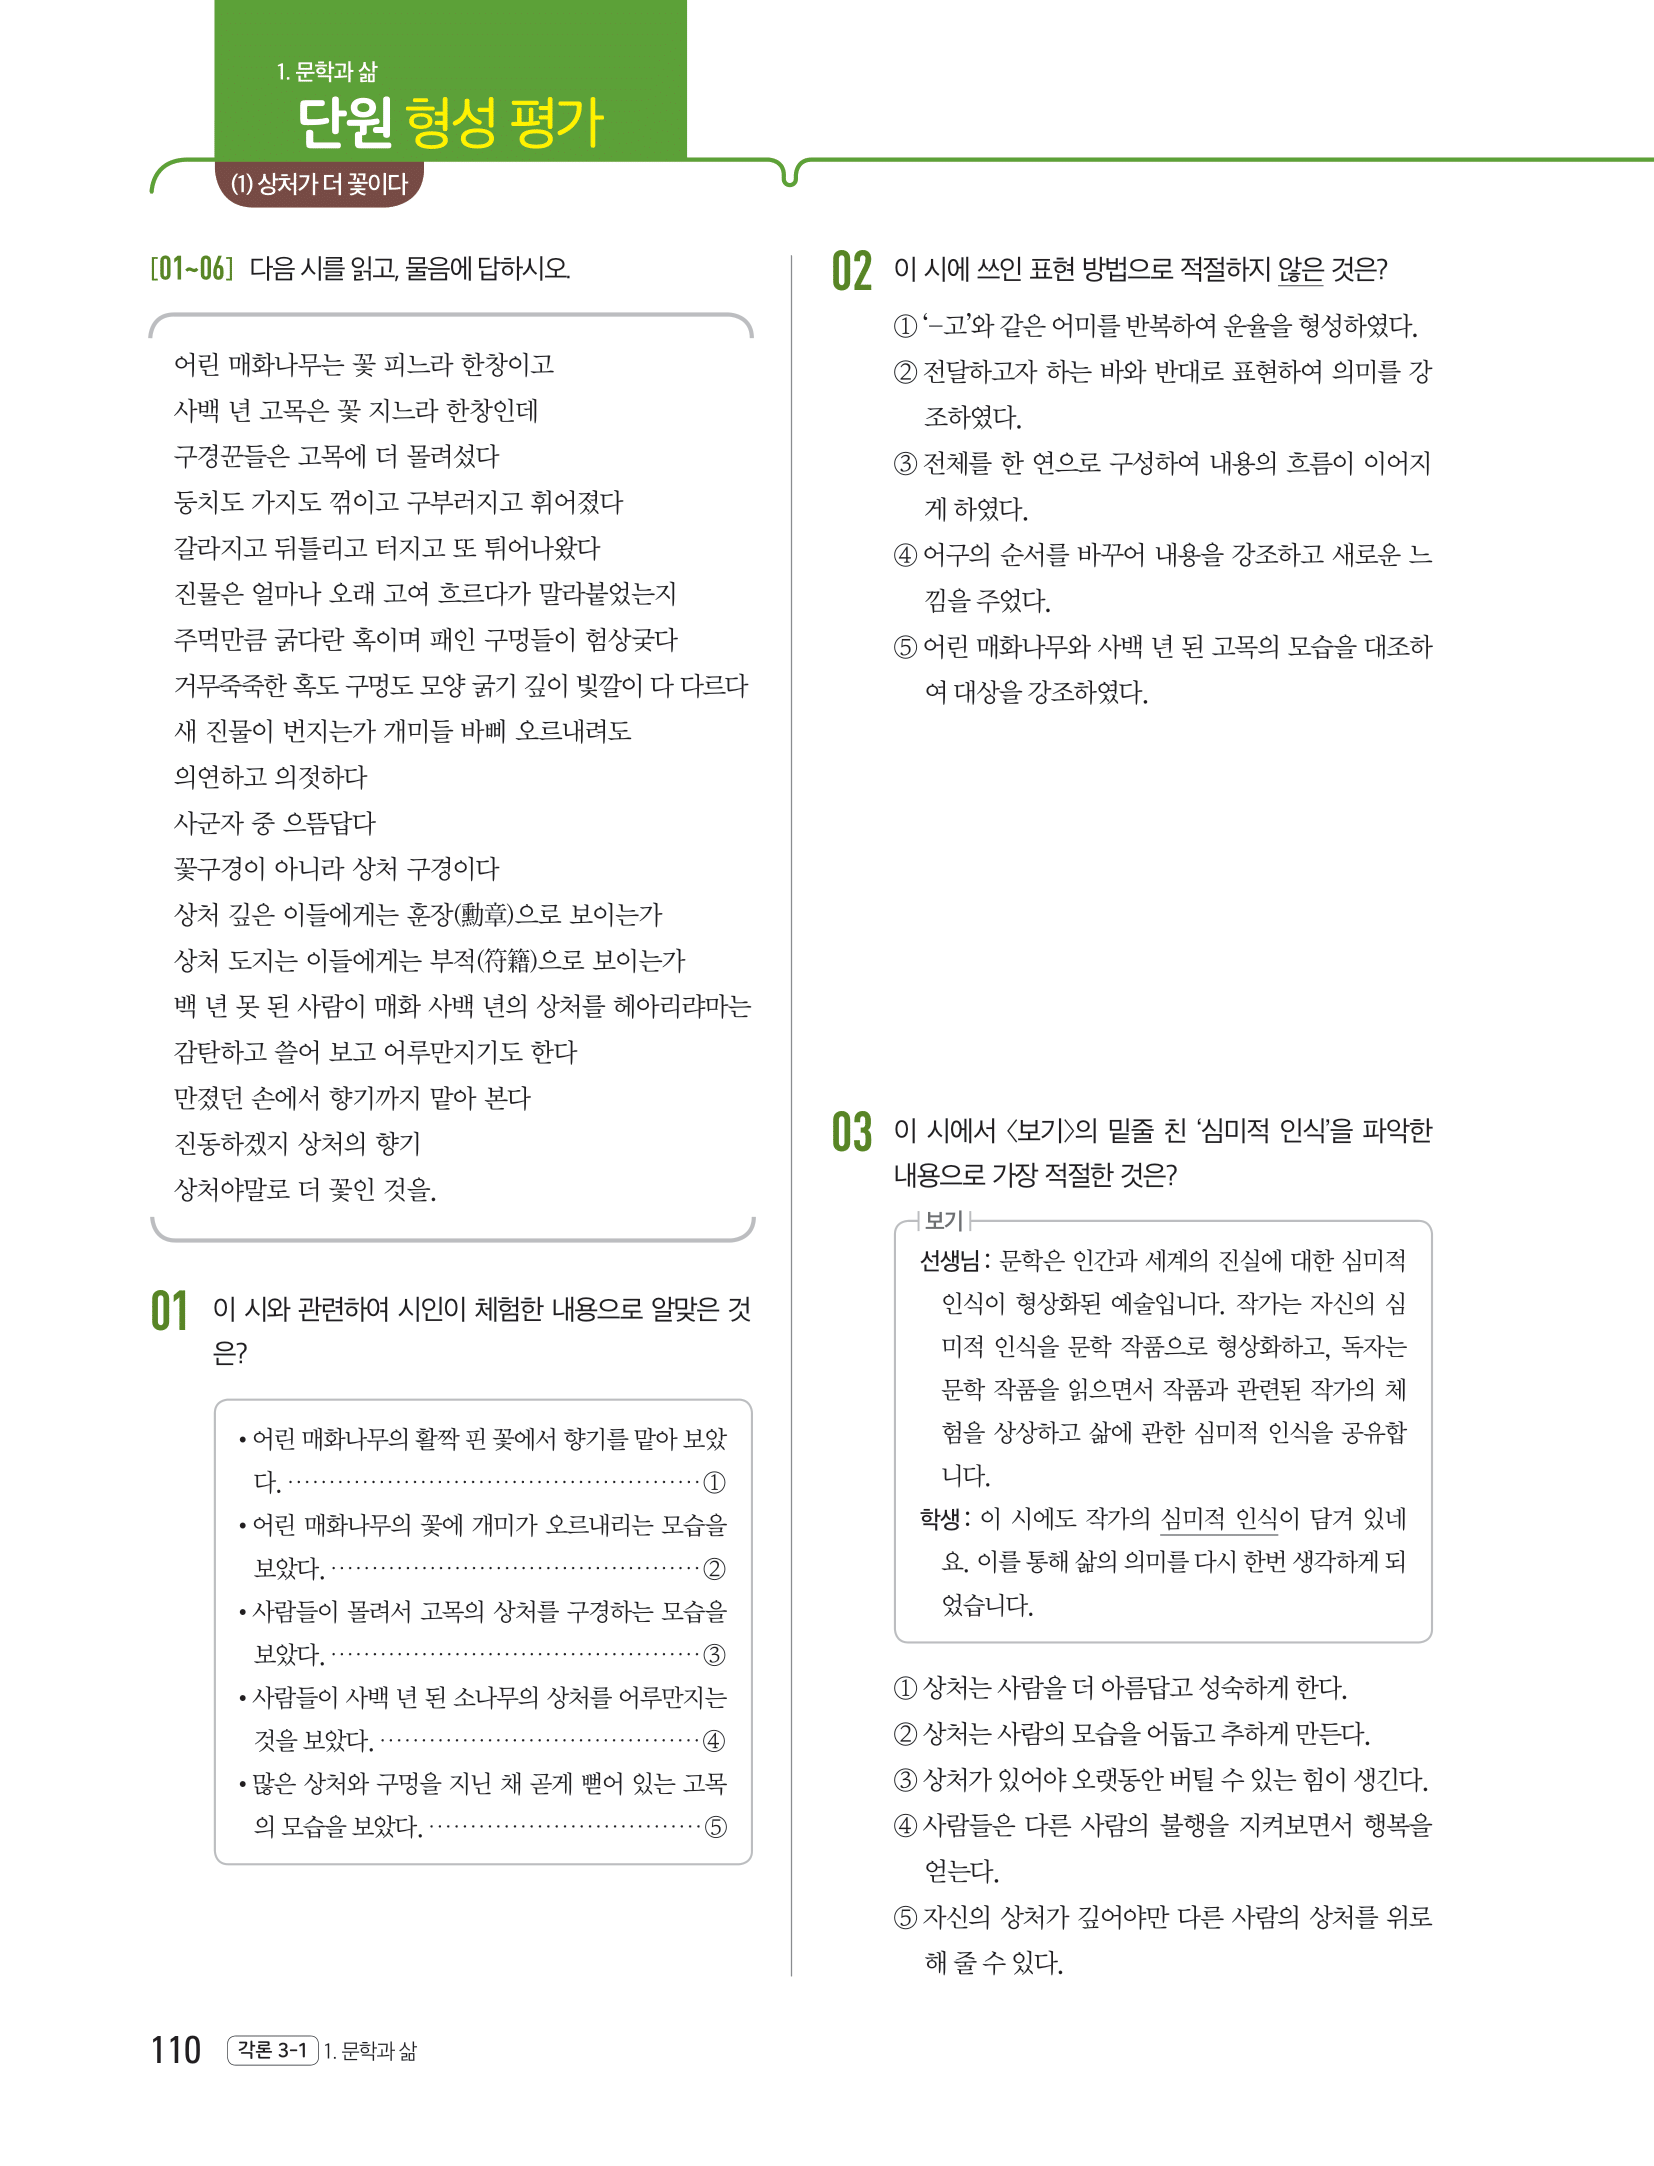 1. 문학과 삶
단원 형성 평가
(1) 상처가 더 꽃이다
[01~06] 다음 시를 읽고, 물음에 답하시오.
어린 매화나무는 꽃 피느라 한창이고
사백 년 고목은 꽃 지느라 한창인데
구경꾼들은 고목에 더 몰려섰다
둥치도 가지도 꺾이고 구부러지고 휘어졌다
갈라지고 뒤틀리고 터지고 또 튀어나왔다
진물은 얼마나 오래 고여 흐르다가 말라붙었는지
주먹만큼 굵다란 혹이며 패인 구멍들이 험상궂다
거무죽죽한 혹도 구멍도 모양 굵기 깊이 빛깔이 다 다르다
새 진물이 번지는가 개미들 바삐 오르내려도
의연하고 의젓하다
사군자 중 으뜸답다
꽃구경이 아니라 상처 구경이다
상처 깊은 이들에게는 훈장(勳章)으로 보이는가
상처 도지는 이들에게는 부적(符籍)으로 보이는가
백 년 못 된 사람이 매화 사백 년의 상처를 헤아리랴마는
감탄하고 쓸어 보고 어루만지기도 한다
만졌던 손에서 향기까지 맡아 본다
진동하겠지 상처의 향기
상처야말로 더 꽃인 것을.
01 이 시와 관련하여 시인이 체험한 내용으로 알맞은 것
은?
• 어린 매화나무의 활짝 핀 꽃에서 향기를 맡아 보았
다. ················································ ①
• 어린 매화나무의 꽃에 개미가 오르내리는 모습을
보았다. ··········································· ②
• 사람들이 몰려서 고목의 상처를 구경하는 모습을
보았다. ··········································· ③
• 사람들이 사백 년 된 소나무의 상처를 어루만지는
것을 보았다. ····································· ④
• 많은 상처와 구멍을 지닌 채 곧게 뻗어 있는 고목
의 모습을 보았다. ································ ⑤
02 이 시에 쓰인 표현 방법으로 적절하지 않은 것은?
① ‘-고’와 같은 어미를 반복하여 운율을 형성하였다.
② 전달하고자 하는 바와 반대로 표현하여 의미를 강
조하였다.
③ 전체를 한 연으로 구성하여 내용의 흐름이 이어지
게 하였다.
④ 어구의 순서를 바꾸어 내용을 강조하고 새로운 느
낌을 주었다.
⑤ 어린 매화나무와 사백 년 된 고목의 모습을 대조하
여 대상을 강조하였다.
03 이 시에서 〈보기〉의 밑줄 친 ‘심미적 인식’을 파악한
내용으로 가장 적절한 것은?
보기
선생님 : 문학은 인간과 세계의 진실에 대한 심미적
인식이 형상화된 예술입니다. 작가는 자신의 심
미적 인식을 문학 작품으로 형상화하고, 독자는
문학 작품을 읽으면서 작품과 관련된 작가의 체
험을 상상하고 삶에 관한 심미적 인식을 공유합
니다.
학생 : 이 시에도 작가의 심미적 인식이 담겨 있네
요. 이를 통해 삶의 의미를 다시 한번 생각하게 되
었습니다.
① 상처는 사람을 더 아름답고 성숙하게 한다.
② 상처는 사람의 모습을 어둡고 추하게 만든다.
③ 상처가 있어야 오랫동안 버틸 수 있는 힘이 생긴다.
④ 사람들은 다른 사람의 불행을 지켜보면서 행복을
얻는다.
⑤ 자신의 상처가 깊어야만 다른 사람의 상처를 위로
해 줄 수 있다.
110 각론 3-1 1. 문학과 삶